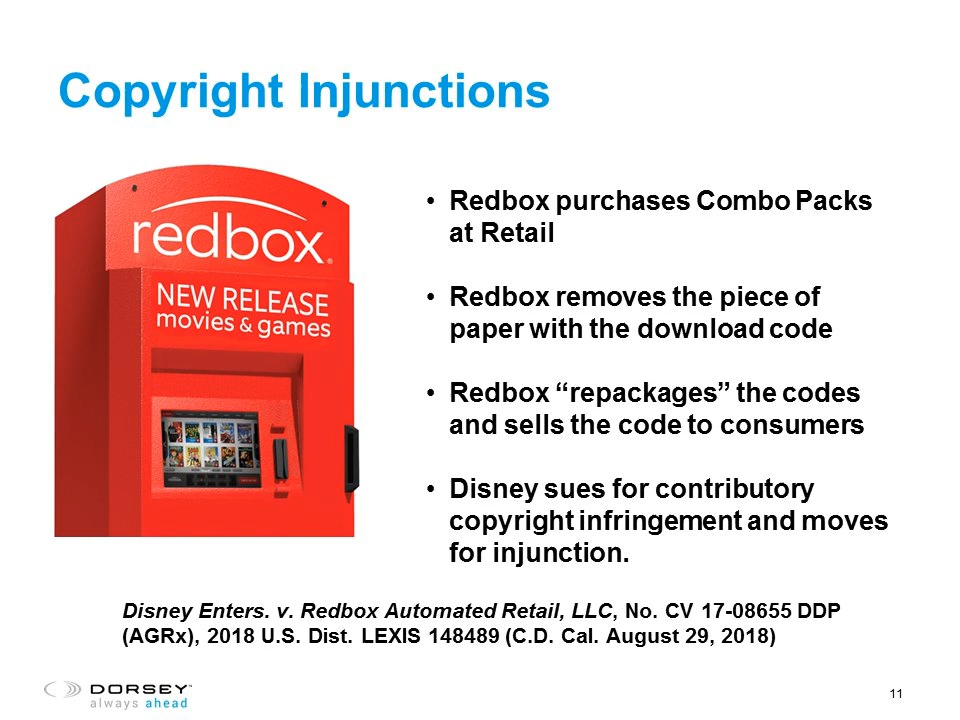 Copyright Injunctions
redbox.
NEW RELEASE
movies & games
• Redbox purchases Combo Packs
at Retail
• Redbox removes the piece of
paper with the download code
• Redbox “repackages” the codes
and sells the code to consumers
• Disney sues for contributory
copyright infringement and moves
for injunction.
Disney Enters. v. Redbox Automated Retail, LLC, No. CV 17-08655 DDP
(AGRx), 2018 U.S. Dist. LEXIS 148489 (C.D. Cal. August 29, 2018)
DORSEY™
always ahead
11